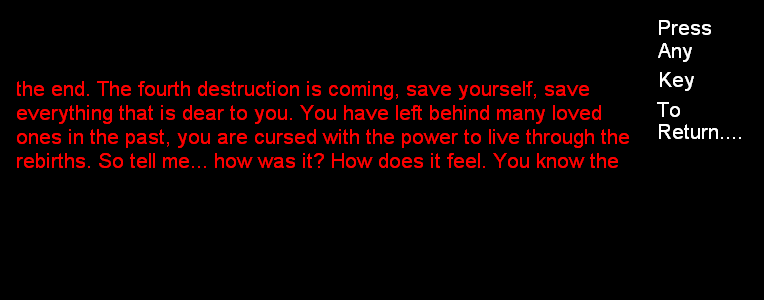 the end. The fourth destruction is coming, save yourself, save
everything that is dear to you. You have left behind many loved
ones in the past, you are cursed with the power to live through the
rebirths. So tell me... how was it? How does it feel. You know the
Press
Any
Key
To
Return....